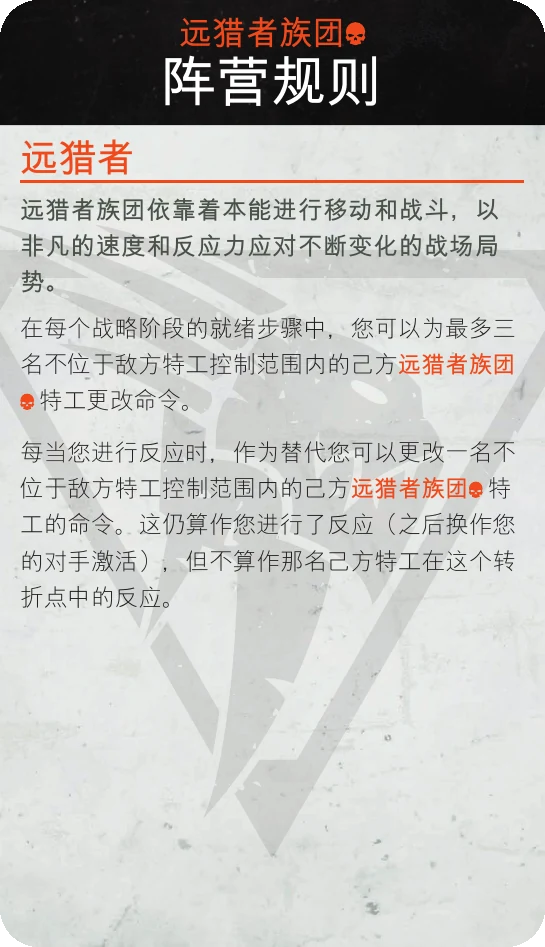 远猎者族团
阵营规则
远猎者
远猎者族团依靠着本能进行移动和战斗，以
非凡的速度和反应力应对不断变化的战场局
势。
在每个战略阶段的就绪步骤中，您可以为最多三
名不位于敌方特工控制范围内的己方远猎者族团
特工更改命令。
每当您进行反应时，作为替代您可以更改一名不
位于敌方特工控制范围内的己方远猎者族团特
工的命令。这仍算作您进行了反应（之后换作您
的对手激活），但不算作那名己方特工在这个转
折点中的反应。